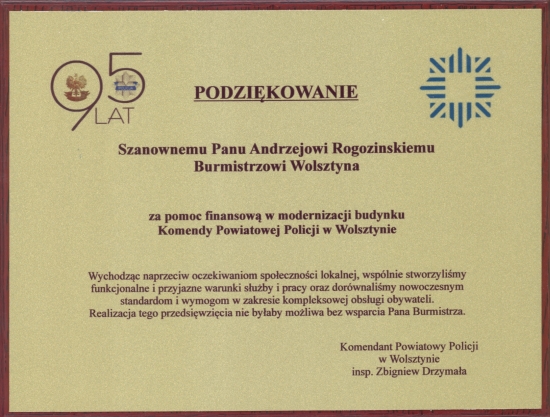 95
LAT
PODZIĘKOWANIE
Szanownemu Panu Andrzejowi Rogozinskiemu
Burmistrzowi Wolsztyna
za pomoc finansową w modernizacji budynku
Komendy Powiatowej Policji w Wolsztynie
Wychodząc naprzeciw oczekiwaniom społeczności lokalnej, wspólnie stworzyliśmy
funkcjonalne i przyjazne warunki służby i pracy oraz dorównaliśmy nowoczesnym
standardom i wymogom w zakresie kompleksowej obsługi obywateli.
Realizacja tego przedsięwzięcia nie byłaby możliwa bez wsparcia Pana Burmistrza.
Komendant Powiatowy Policji
w Wolsztynie
insp. Zbigniew Drzymała